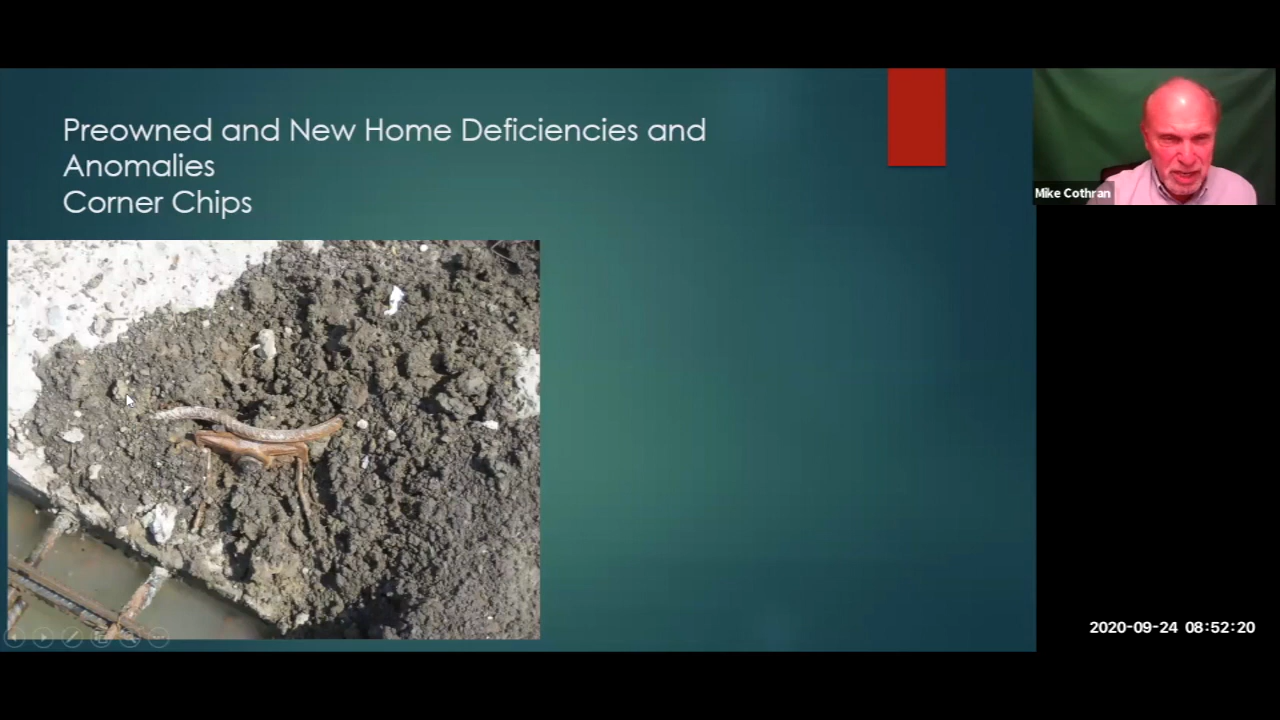 Preowned and New Home Deficiencies and
Anomalies
Corner Chips
Mike Cothran
2020-09-24 08:52:20